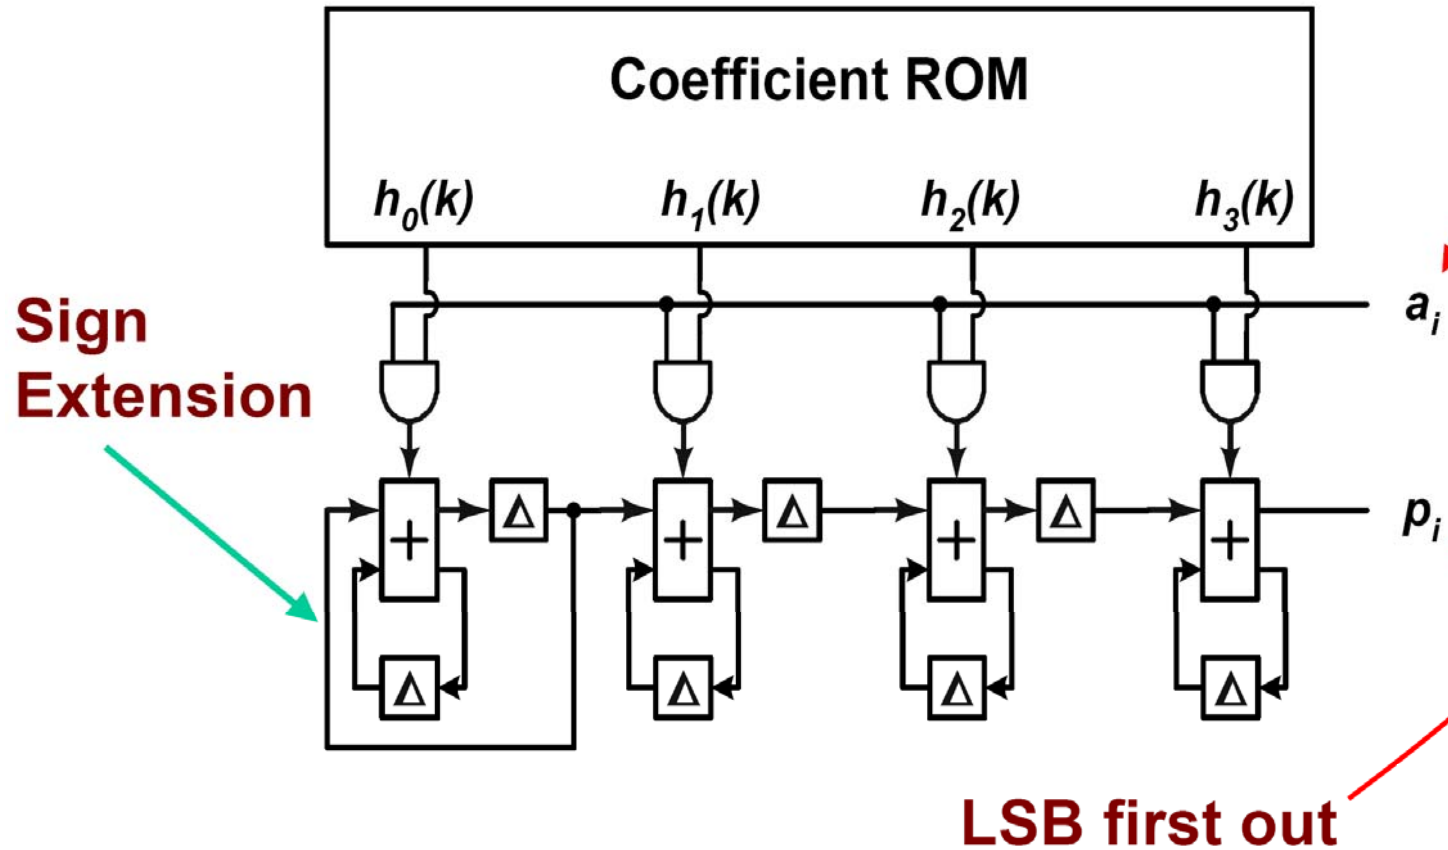 Coefficient ROM
h₀(k) h₁(k) h₂(k) h₃(k)
Sign
Extension
aᵢ
+ Δ + Δ + Δ +
pᵢ
Δ Δ Δ Δ
LSB first out